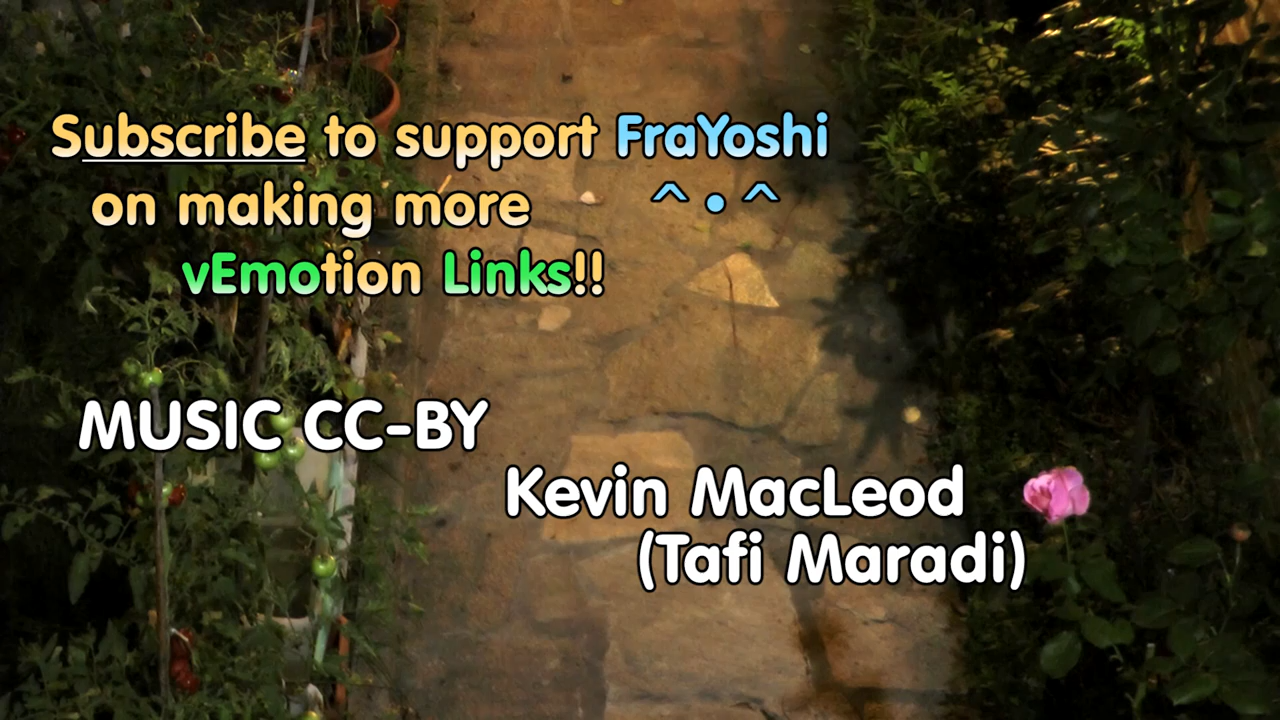 Subscribe to support FraYoshi
on making more ^•^
vEmotion Links!!
MUSIC CC-BY
Kevin MacLeod
(Tafi Maradi)